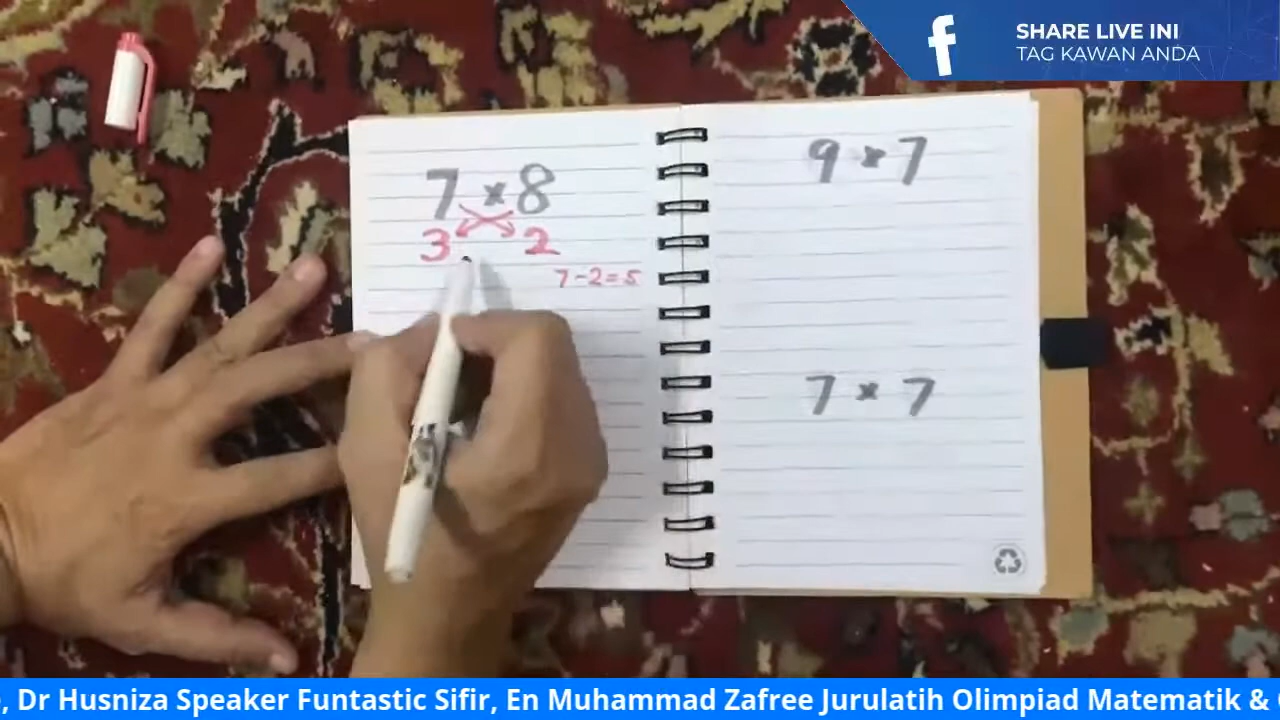 SHARE LIVE INI
TAG KAWAN ANDA
7 × 8
3 2
7-2=5
9 × 7
7 × 7
, Dr Husniza Speaker Funtastic Sifir, En Muhammad Zafree Jurulatih Olimpiad Matematik &